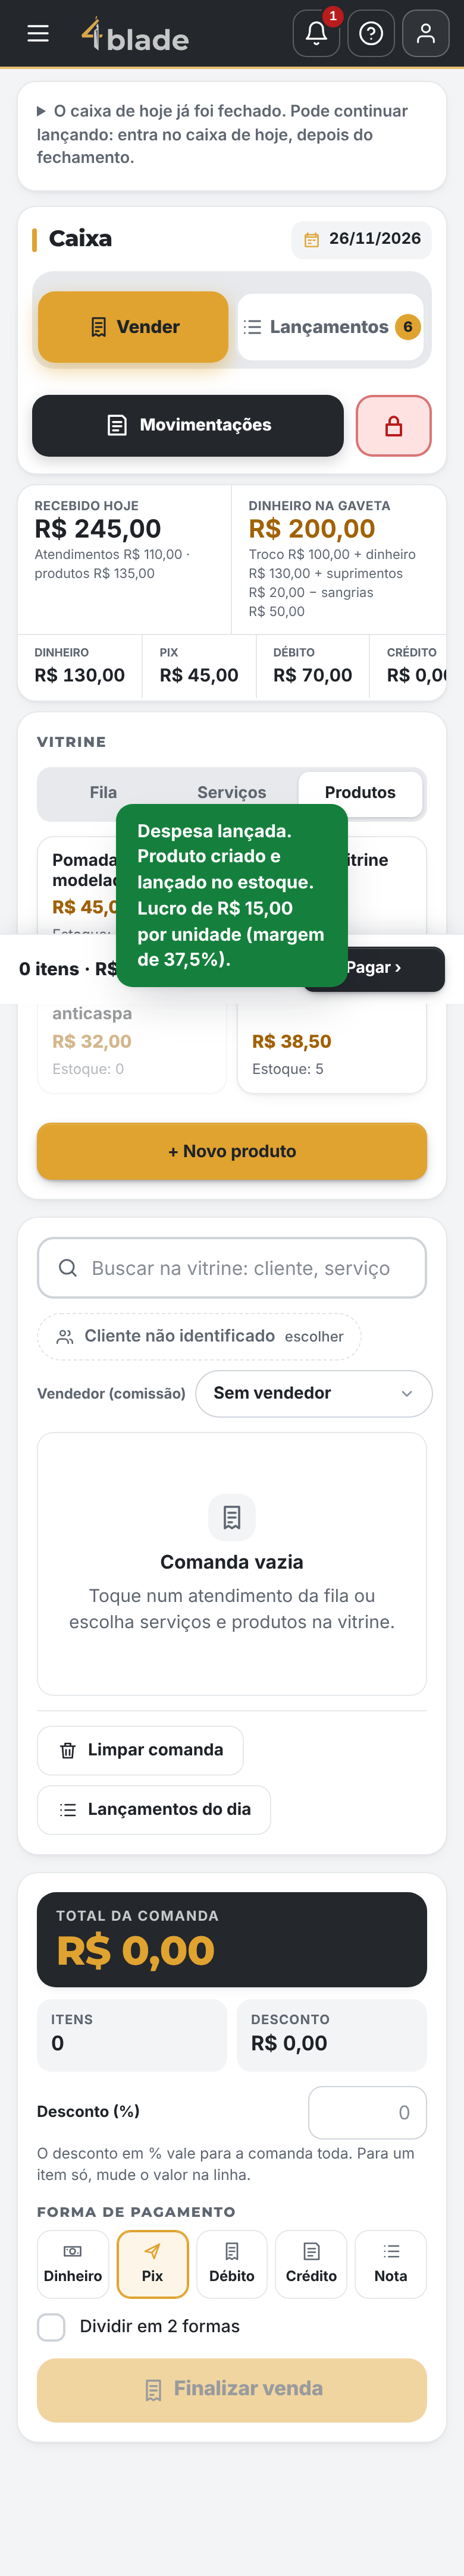 4blade
1
O caixa de hoje já foi fechado. Pode continuar
lançando: entra no caixa de hoje, depois do
fechamento.
Caixa
26/11/2026
Vender
Lançamentos 6
Movimentações
RECEBIDO HOJE
R$ 245,00
Atendimentos R$ 110,00 ·
produtos R$ 135,00
DINHEIRO NA GAVETA
R$ 200,00
Troco R$ 100,00 + dinheiro
R$ 130,00 + suprimentos
R$ 20,00 − sangrias
R$ 50,00
DINHEIRO
R$ 130,00
PIX
R$ 45,00
DÉBITO
R$ 70,00
CRÉDITO
R$ 0,0
VITRINE
Fila
Serviços
Produtos
Pomada
modelad
R$ 45,0
itrine
Despesa lançada.
Produto criado e
lançado no estoque.
Lucro de R$ 15,00
por unidade (margem
de 37,5%).
0 itens · R$
Pagar ›
anticaspa
R$ 32,00
Estoque: 0
R$ 38,50
Estoque: 5
+ Novo produto
Buscar na vitrine: cliente, serviço
Cliente não identificado escolher
Vendedor (comissão)
Sem vendedor
Comanda vazia
Toque num atendimento da fila ou
escolha serviços e produtos na vitrine.
Limpar comanda
Lançamentos do dia
TOTAL DA COMANDA
R$ 0,00
ITENS
0
DESCONTO
R$ 0,00
Desconto (%)
0
O desconto em % vale para a comanda toda. Para um
item só, mude o valor na linha.
FORMA DE PAGAMENTO
Dinheiro
Pix
Débito
Crédito
Nota
Dividir em 2 formas
Finalizar venda